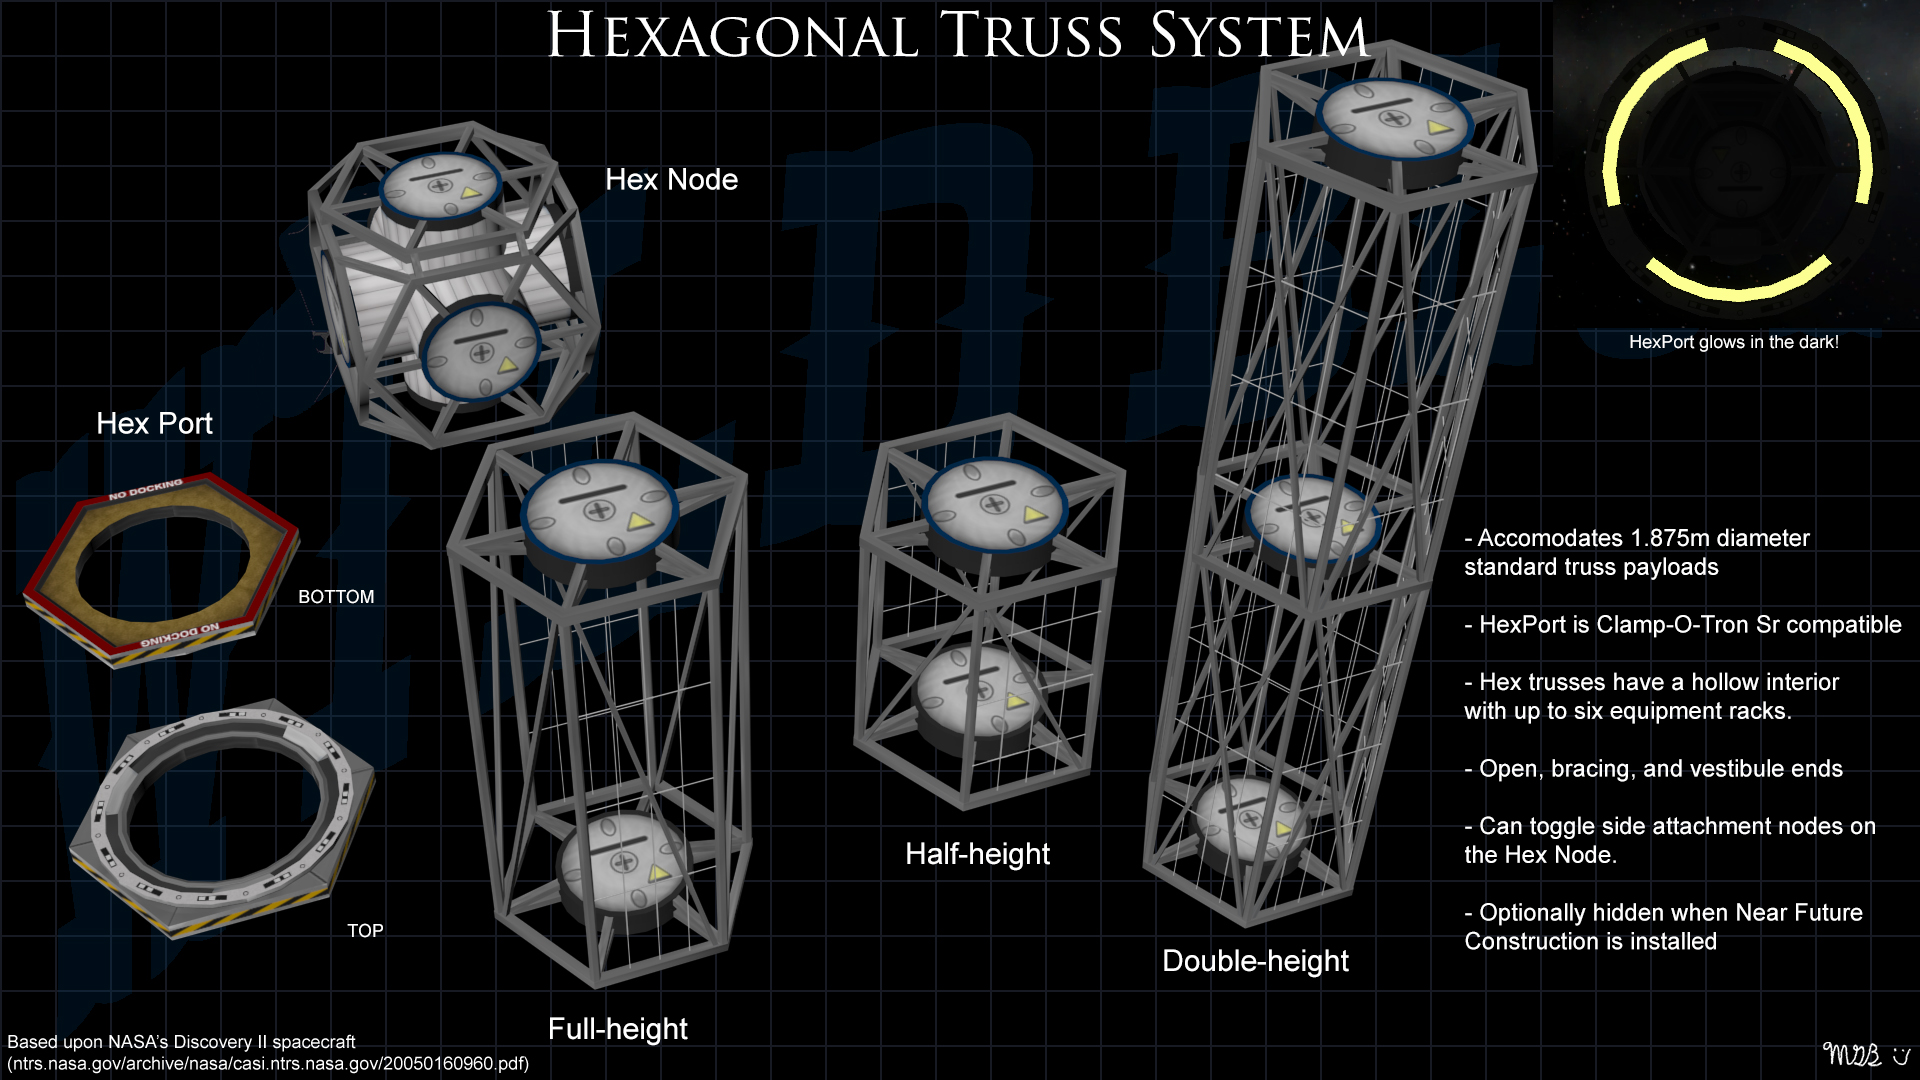 HEXAGONAL TRUSS SYSTEM
Hex Node
HexPort glows in the dark!
Hex Port
NO DOCKING
NO DOCKING
BOTTOM
TOP
Full-height
Half-height
Double-height
- Accomodates 1.875m diameter
standard truss payloads
- HexPort is Clamp-O-Tron Sr compatible
- Hex trusses have a hollow interior
with up to six equipment racks.
- Open, bracing, and vestibule ends
- Can toggle side attachment nodes on
the Hex Node.
- Optionally hidden when Near Future
Construction is installed
Based upon NASA's Discovery II spacecraft
(ntrs.nasa.gov/archive/nasa/casi.ntrs.nasa.gov/20050160960.pdf)